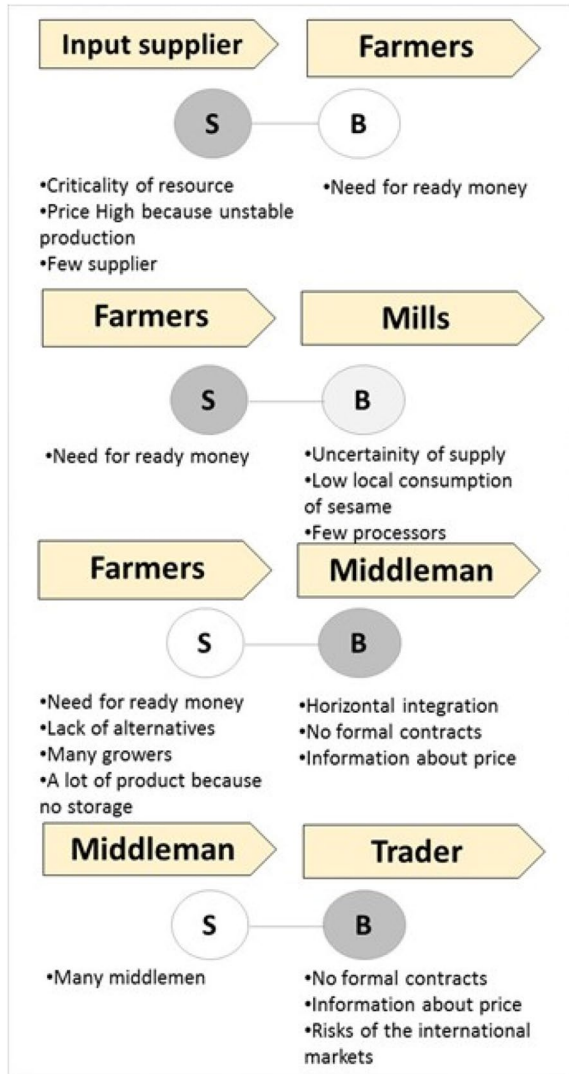 Input supplier
Farmers
S
B
•Criticality of resource
•Price High because unstable
production
•Few supplier
•Need for ready money
Farmers
Mills
S
B
•Need for ready money
•Uncertainity of supply
•Low local consumption
of sesame
•Few processors
Farmers
Middleman
S
B
•Need for ready money
•Lack of alternatives
•Many growers
•A lot of product because
no storage
•Horizontal integration
•No formal contracts
•Information about price
Middleman
Trader
S
B
•Many middlemen
•No formal contracts
•Information about price
•Risks of the international
markets